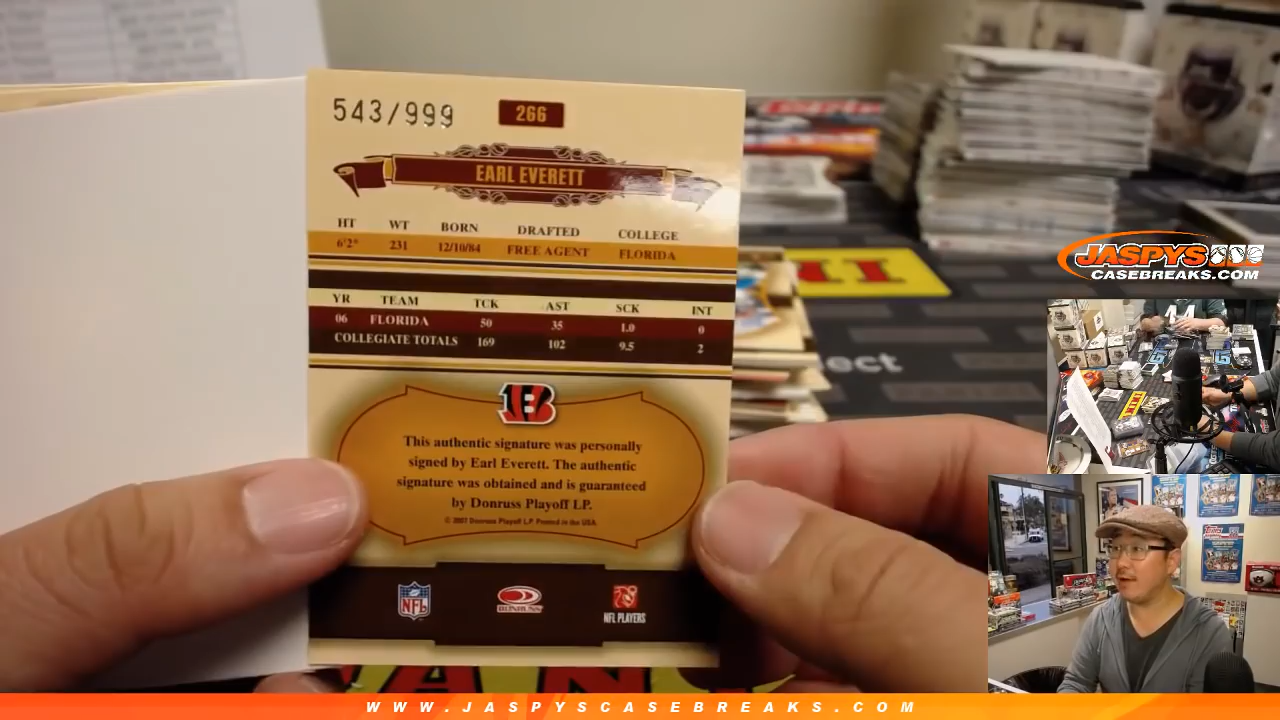 543/999 266
EARL EVERETT
HT WT BORN DRAFTED COLLEGE
6'2" 231 12/10/84 FREE AGENT FLORIDA
YR TEAM TCK AST SCK INT
06 FLORIDA 50 35 1.0 0
COLLEGIATE TOTALS 169 102 9.5 2
B
This authentic signature was personally
signed by Earl Everett. The authentic
signature was obtained and is guaranteed
by Donruss Playoff LP.
© 2007 Donruss Playoff L.P. Printed in the USA.
NFL DONRUSS NFL PLAYERS
JASPYS
CASEBREAKS.COM
WWW.JASPYSCASEBREAKS.COM